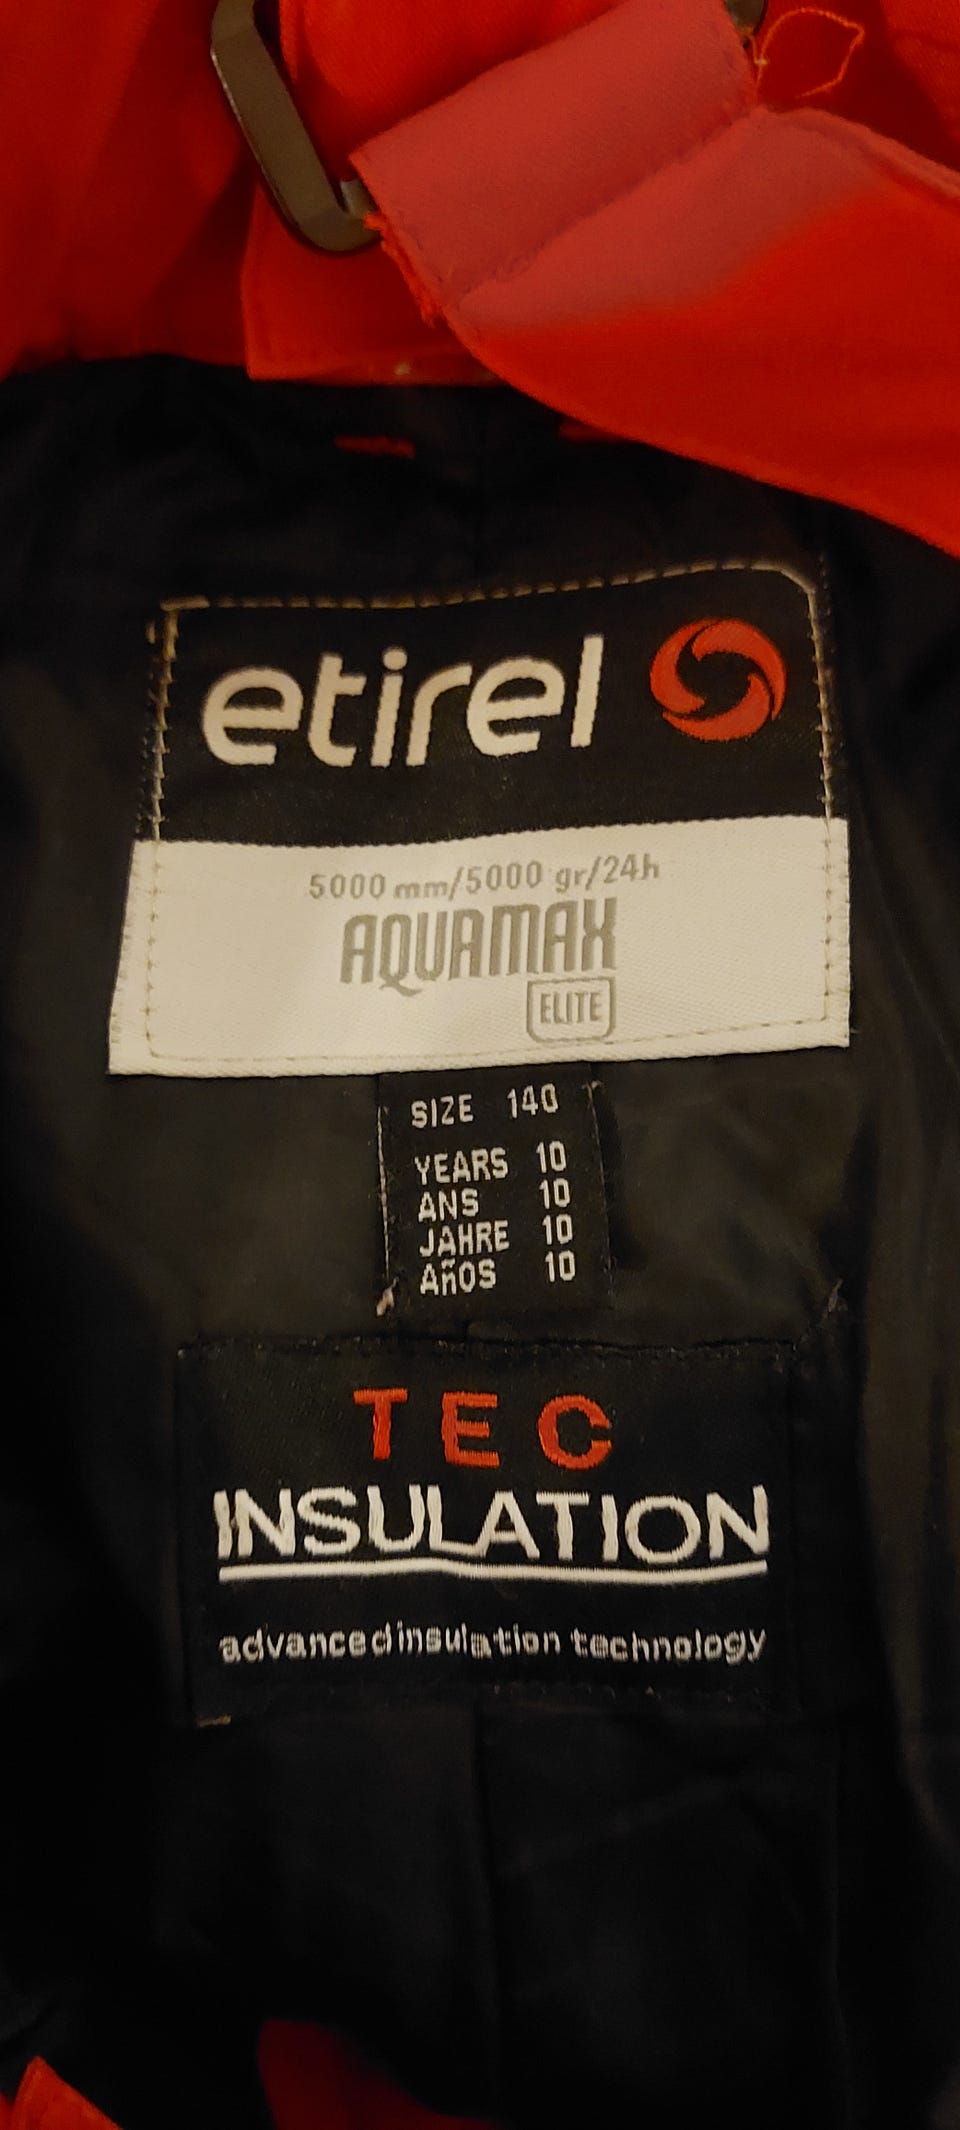 etirel
5000 mm/5000 gr/24h
AQUAMAX
ELITE
SIZE 140
YEARS 10
ANS 10
JAHRE 10
AÑOS 10
TEC
INSULATION
advancedinsulation technology